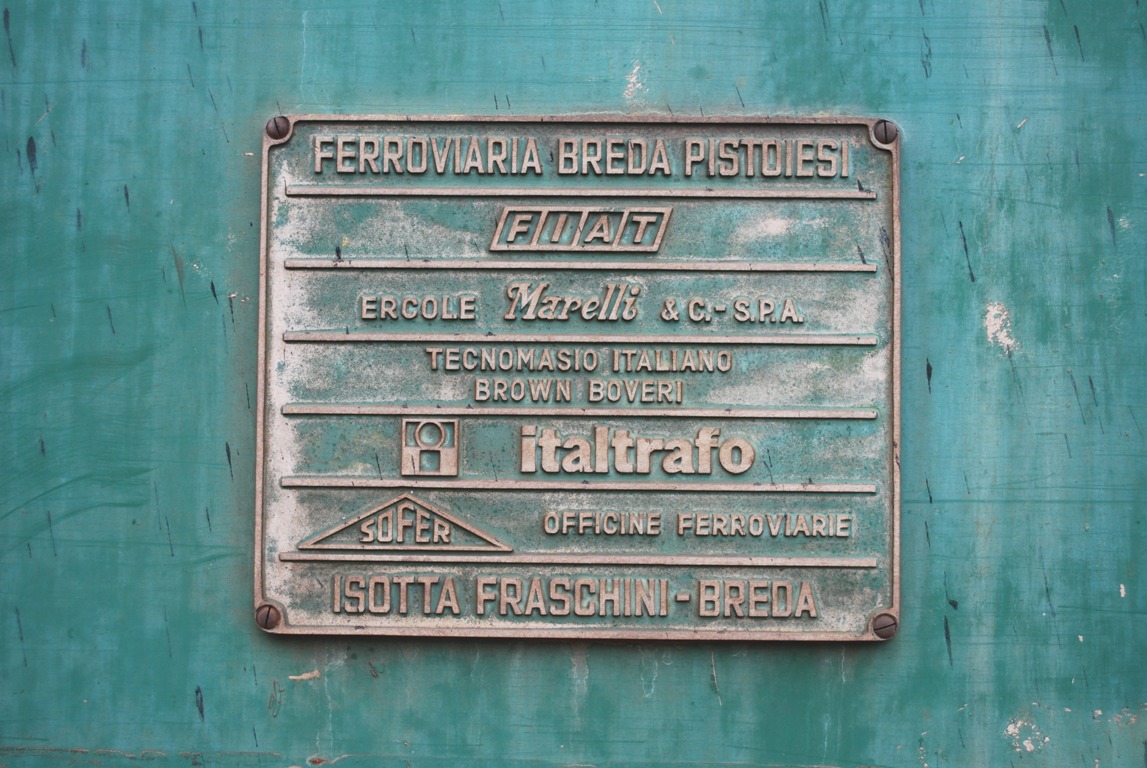 FERROVIARIA BREDA PISTOIESI
FIAT
ERCOLE Marelli & C.-S.P.A.
TECNOMASIO ITALIANO
BROWN BOVERI
italtrafo
SOFER OFFICINE FERROVIARIE
ISOTTA FRASCHINI-BREDA